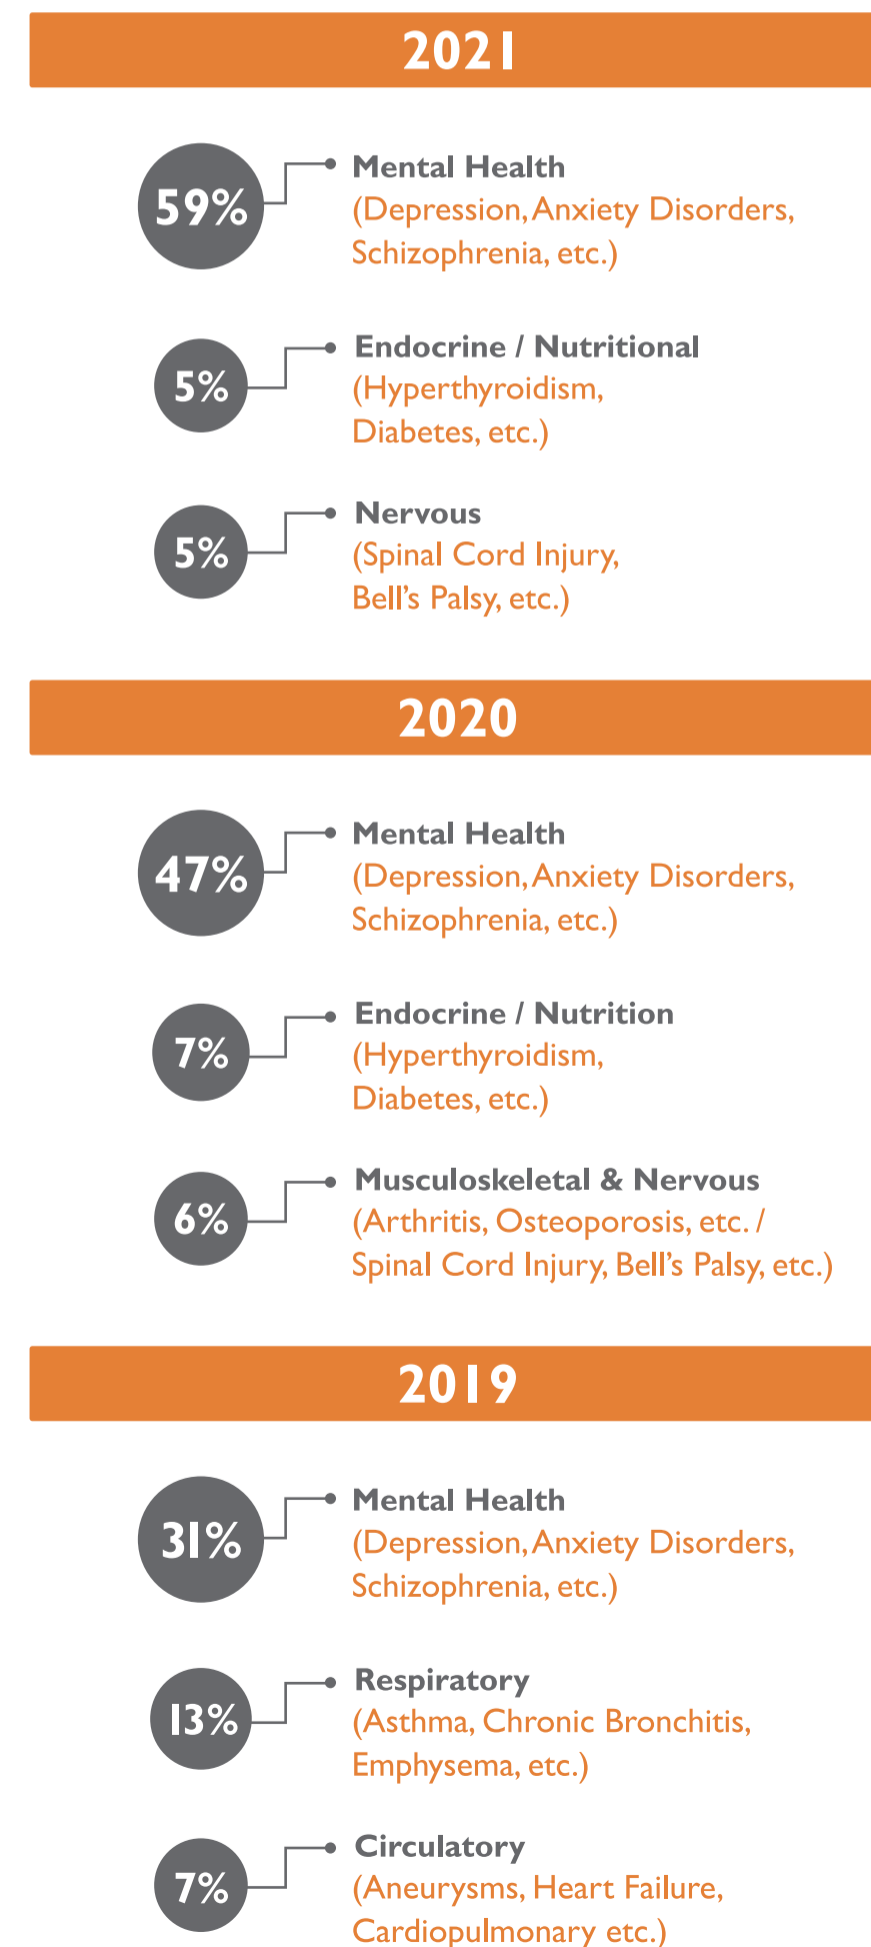 2021
59%
Mental Health
(Depression, Anxiety Disorders,
Schizophrenia, etc.)
5%
Endocrine / Nutritional
(Hyperthyroidism,
Diabetes, etc.)
5%
Nervous
(Spinal Cord Injury,
Bell's Palsy, etc.)
2020
47%
Mental Health
(Depression, Anxiety Disorders,
Schizophrenia, etc.)
7%
Endocrine / Nutrition
(Hyperthyroidism,
Diabetes, etc.)
6%
Musculoskeletal & Nervous
(Arthritis, Osteoporosis, etc. /
Spinal Cord Injury, Bell's Palsy, etc.)
2019
31%
Mental Health
(Depression, Anxiety Disorders,
Schizophrenia, etc.)
13%
Respiratory
(Asthma, Chronic Bronchitis,
Emphysema, etc.)
7%
Circulatory
(Aneurysms, Heart Failure,
Cardiopulmonary etc.)